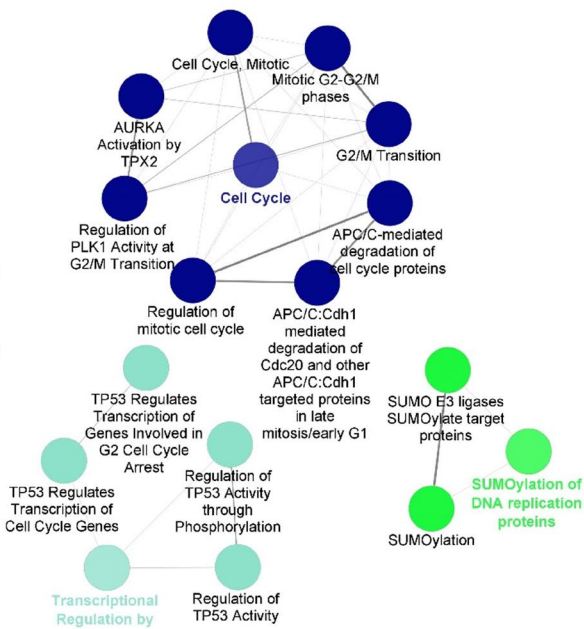 Cell Cycle, Mitotic
Mitotic G2-G2/M
phases
AURKA
Activation by
TPX2
G2/M Transition
Cell Cycle
Regulation of
PLK1 Activity at
G2/M Transition
APC/C-mediated
degradation of
cell cycle proteins
Regulation of
mitotic cell cycle
APC/C:Cdh1
mediated
degradation of
Cdc20 and other
APC/C:Cdh1
targeted proteins
in late
mitosis/early G1
TP53 Regulates
Transcription of
Genes Involved in
G2 Cell Cycle
Arrest
SUMO E3 ligases
SUMOylate target
proteins
TP53 Regulates
Transcription of
Cell Cycle Genes
Regulation of
TP53 Activity
through
Phosphorylation
SUMOylation of
DNA replication
proteins
SUMOylation
Transcriptional
Regulation by
Regulation of
TP53 Activity